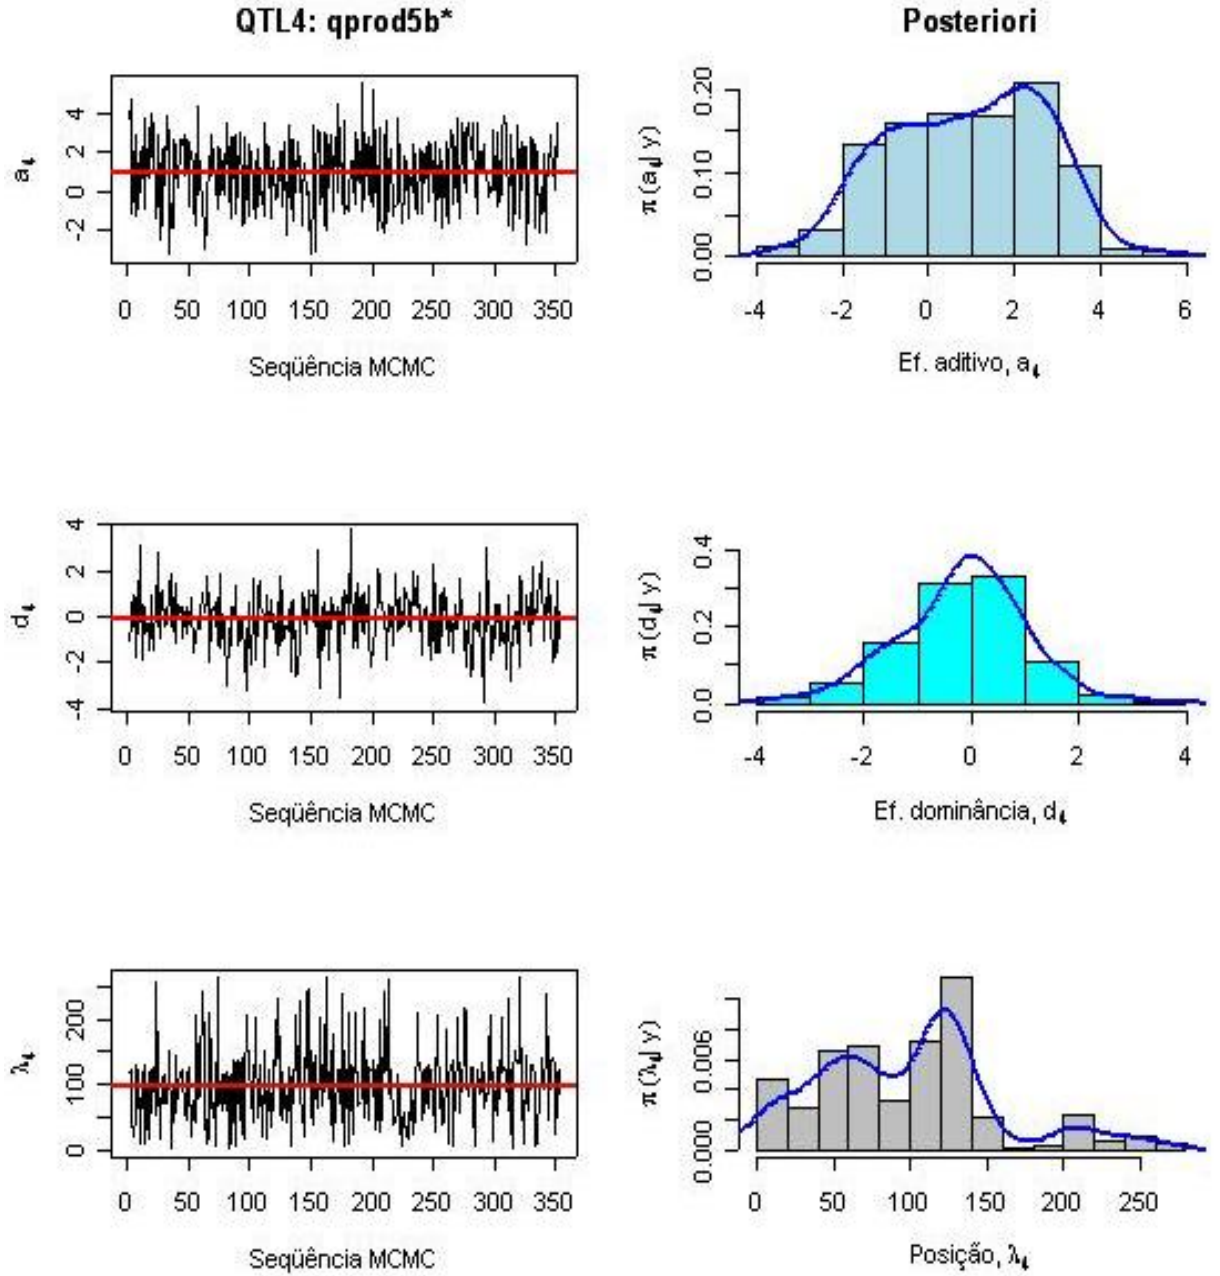 QTL4: qprod5b*
Posteriori
a₄
4
2
0
-2
0 50 100 150 200 250 300 350
Seqüência MCMC
π (a₄| y)
0.20
0.10
0.00
-4 -2 0 2 4 6
Ef. aditivo, a₄
d₄
4
2
0
-2
-4
0 50 100 150 200 250 300 350
Seqüência MCMC
π (d₄| y)
0.4
0.2
0.0
-4 -2 0 2 4
Ef. dominância, d₄
λ₄
200
100
0
0 50 100 150 200 250 300 350
Seqüência MCMC
π (λ₄| y)
0.006
0.000
0 50 100 150 200 250
Posição, λ₄